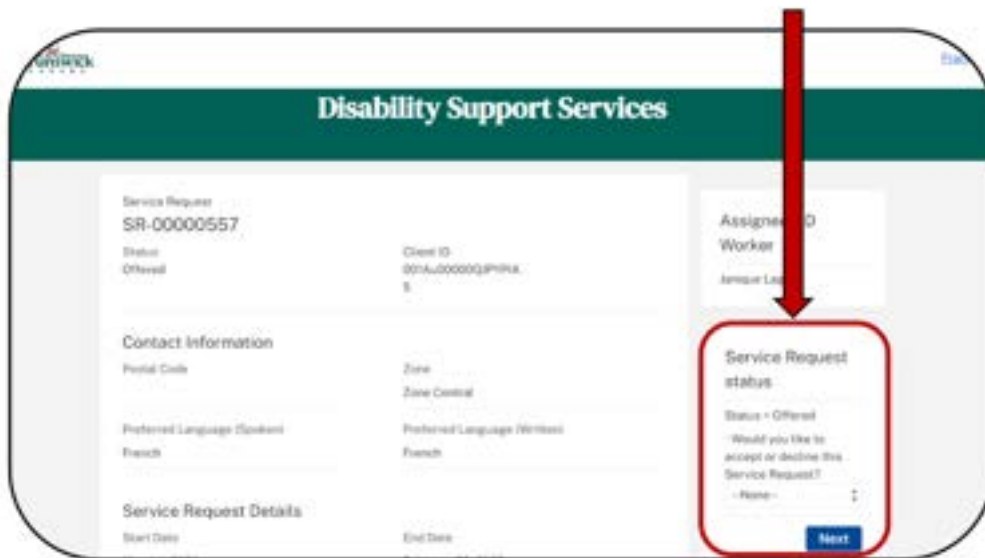 Disability Support Services
Service Request
SR-00000557
Status
Offered
Client ID
5
Contact Information
Postal Code
Zone
Zone Central
Preferred Language (Spoken)
French
Preferred Language (Written)
French
Service Request Details
Start Date
End Date
Worker
Service Request
status
Status = Offered
Would you like to
accept or decline this
Service Request?
- None -
Next